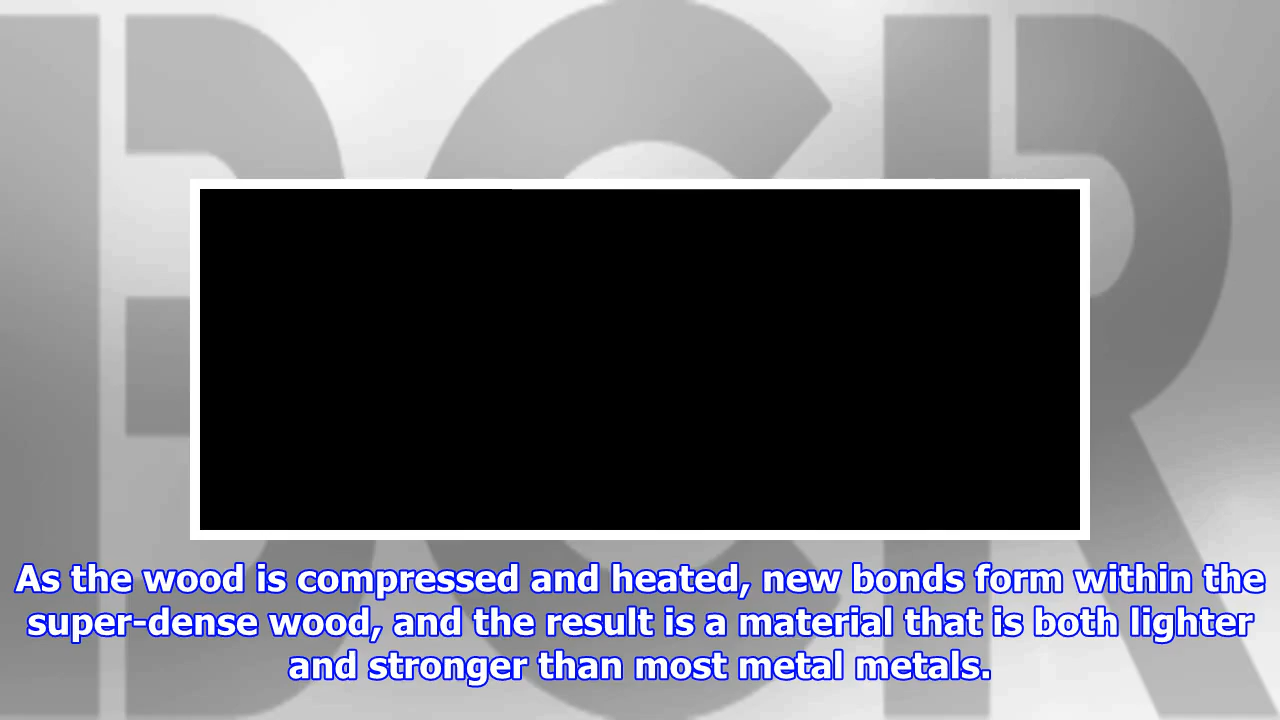 BCR
As the wood is compressed and heated, new bonds form within the
super-dense wood, and the result is a material that is both lighter
and stronger than most metal metals.